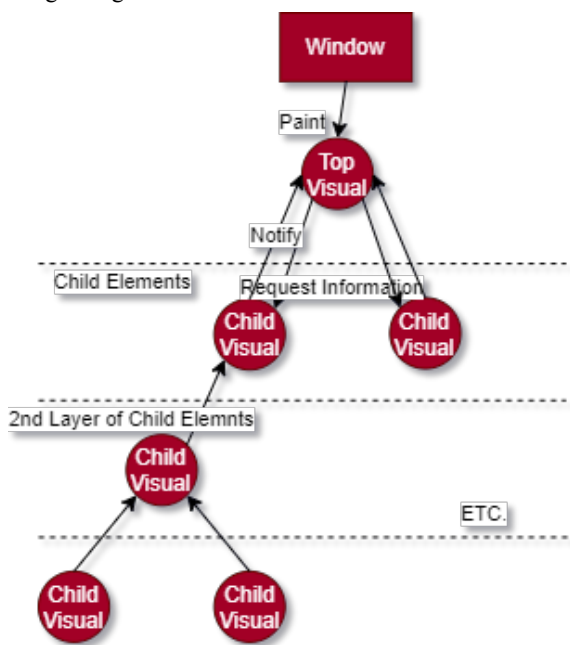 Window
Paint
Top
Visual
Notify
Child Elements
Request Information
Child
Visual
Child
Visual
2nd Layer of Child Elemnts
Child
Visual
ETC.
Child
Visual
Child
Visual